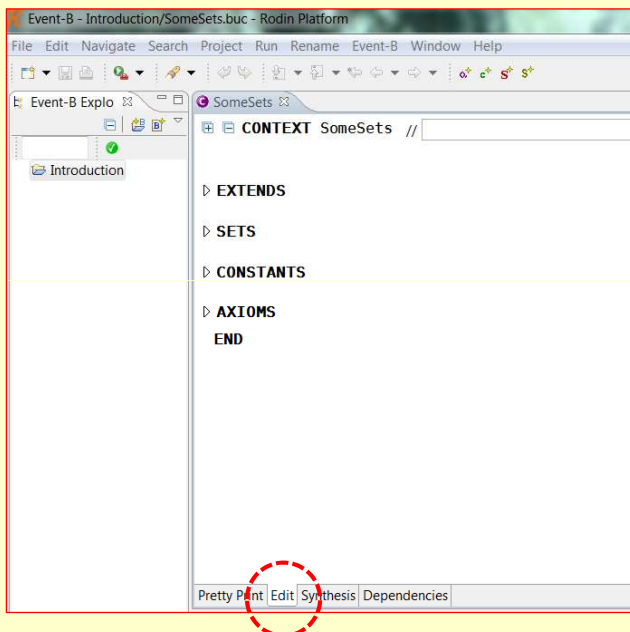 Event-B - Introduction/SomeSets.buc - Rodin Platform
File Edit Navigate Search Project Run Rename Event-B Window Help
Event-B Explo
SomeSets
CONTEXT SomeSets //
Introduction
EXTENDS
SETS
CONSTANTS
AXIOMS
END
Pretty Print Edit Synthesis Dependencies